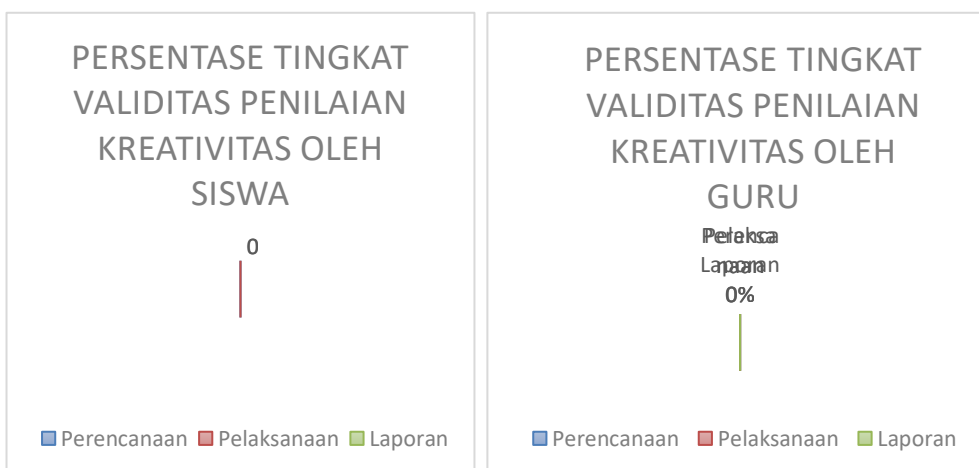 PERSENTASE TINGKAT
VALIDITAS PENILAIAN
KREATIVITAS OLEH
SISWA
0
Perencanaan Pelaksanaan Laporan
PERSENTASE TINGKAT
VALIDITAS PENILAIAN
KREATIVITAS OLEH
GURU
Laporan
0%
Perencanaan Pelaksanaan Laporan